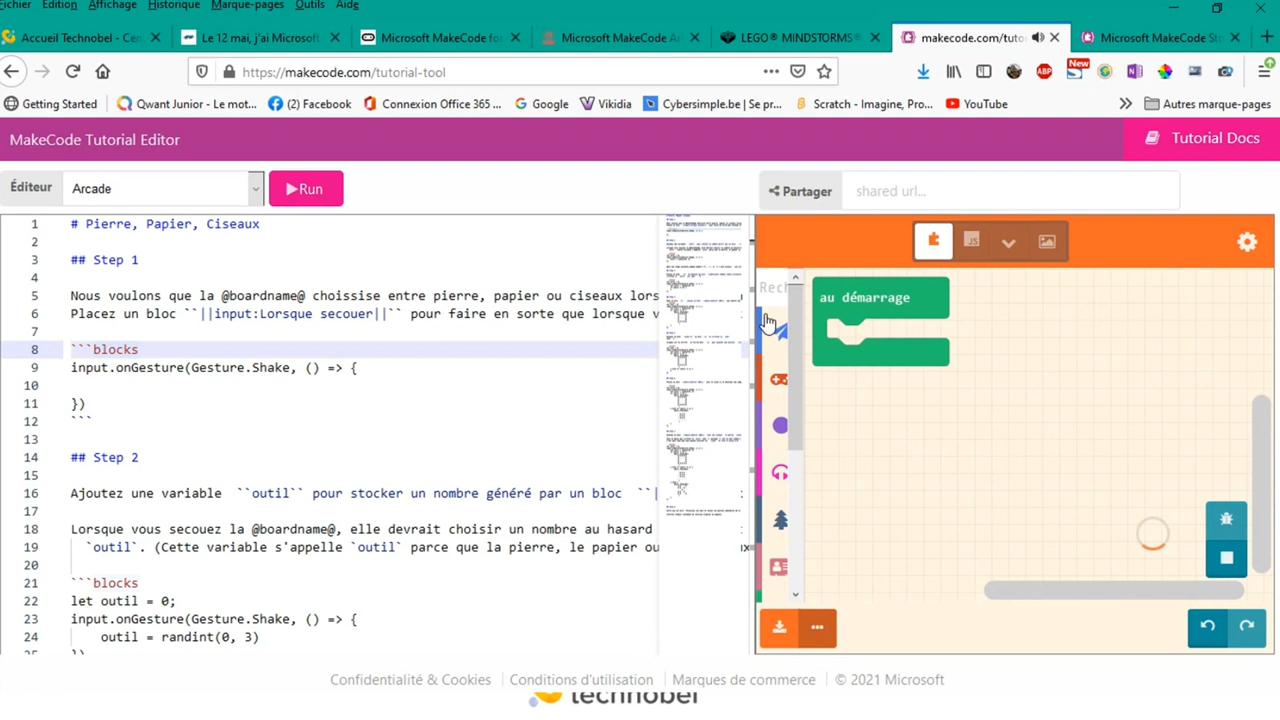 ichier Edition Affichage Historique Marque-pages Outils Aide
Accueil Technobel - Cen
Le 12 mai, j'ai Microsoft
Microsoft MakeCode for
Microsoft MakeCode Ar
LEGO® MINDSTORMS®
makecode.com/tuto
Microsoft MakeCode St
https://makecode.com/tutorial-tool
New
ABP
Getting Started
Qwant Junior - Le mot...
(2) Facebook
Connexion Office 365 ...
Google
Vikidia
Cybersimple.be | Se pr...
Scratch - Imagine, Pro...
YouTube
Autres marque-pages
MakeCode Tutorial Editor
Tutorial Docs
Éditeur
Arcade
Run
Partager
shared url...
1 # Pierre, Papier, Ciseaux
2
3 ## Step 1
4
5 Nous voulons que la @boardname@ choissise entre pierre, papier ou ciseaux lors
6 Placez un bloc ``||input:Lorsque secouer||`` pour faire en sorte que lorsque v
7
8 ```blocks
9 input.onGesture(Gesture.Shake, () => {
10
11 })
12 ```
13
14 ## Step 2
15
16 Ajoutez une variable ``outil`` pour stocker un nombre généré par un bloc ``|
17
18 Lorsque vous secouez la @boardname@, elle devrait choisir un nombre au hasard
19 `outil`. (Cette variable s'appelle `outil` parce que la pierre, le papier ou
20
21 ```blocks
22 let outil = 0;
23 input.onGesture(Gesture.Shake, () => {
24 outil = randint(0, 3)
JS
Rech
au démarrage
Confidentialité & Cookies
Conditions d'utilisation
Marques de commerce
© 2021 Microsoft
technobel